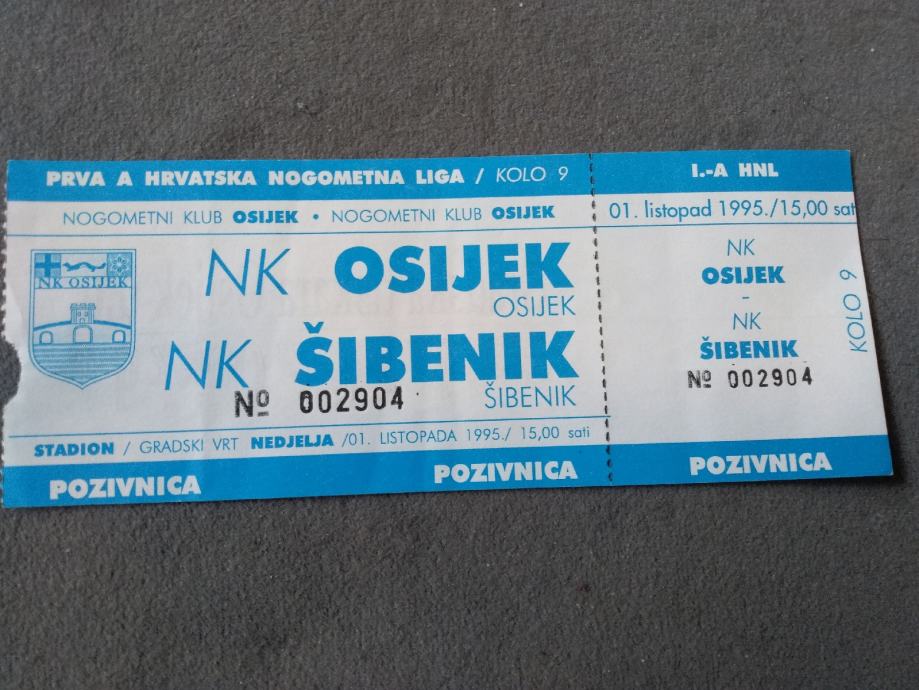 PRVA A HRVATSKA NOGOMETNA LIGA / KOLO 9
NOGOMETNI KLUB OSIJEK • NOGOMETNI KLUB OSIJEK
NK OSIJEK
NK OSIJEK
OSIJEK
NK ŠIBENIK
ŠIBENIK
Nº 002904
STADION / GRADSKI VRT NEDJELJA /01. LISTOPADA 1995./ 15,00 sati
POZIVNICA
POZIVNICA
I.-A HNL
01. listopad 1995./15,00 sat
NK
OSIJEK
-
NK
ŠIBENIK
Nº 002904
KOLO 9
POZIVNICA